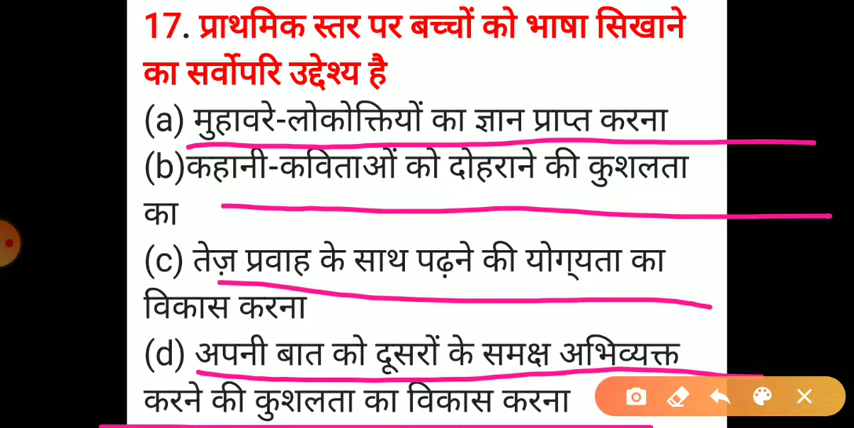 17. प्राथमिक स्तर पर बच्चों को भाषा सिखाने
का सर्वोपरि उद्देश्य है
(a) मुहावरे-लोकोक्तियों का ज्ञान प्राप्त करना
(b)कहानी-कविताओं को दोहराने की कुशलता
का
(c) तेज़ प्रवाह के साथ पढ़ने की योग्यता का
विकास करना
(d) अपनी बात को दूसरों के समक्ष अभिव्यक्त
करने की कुशलता का विकास करना